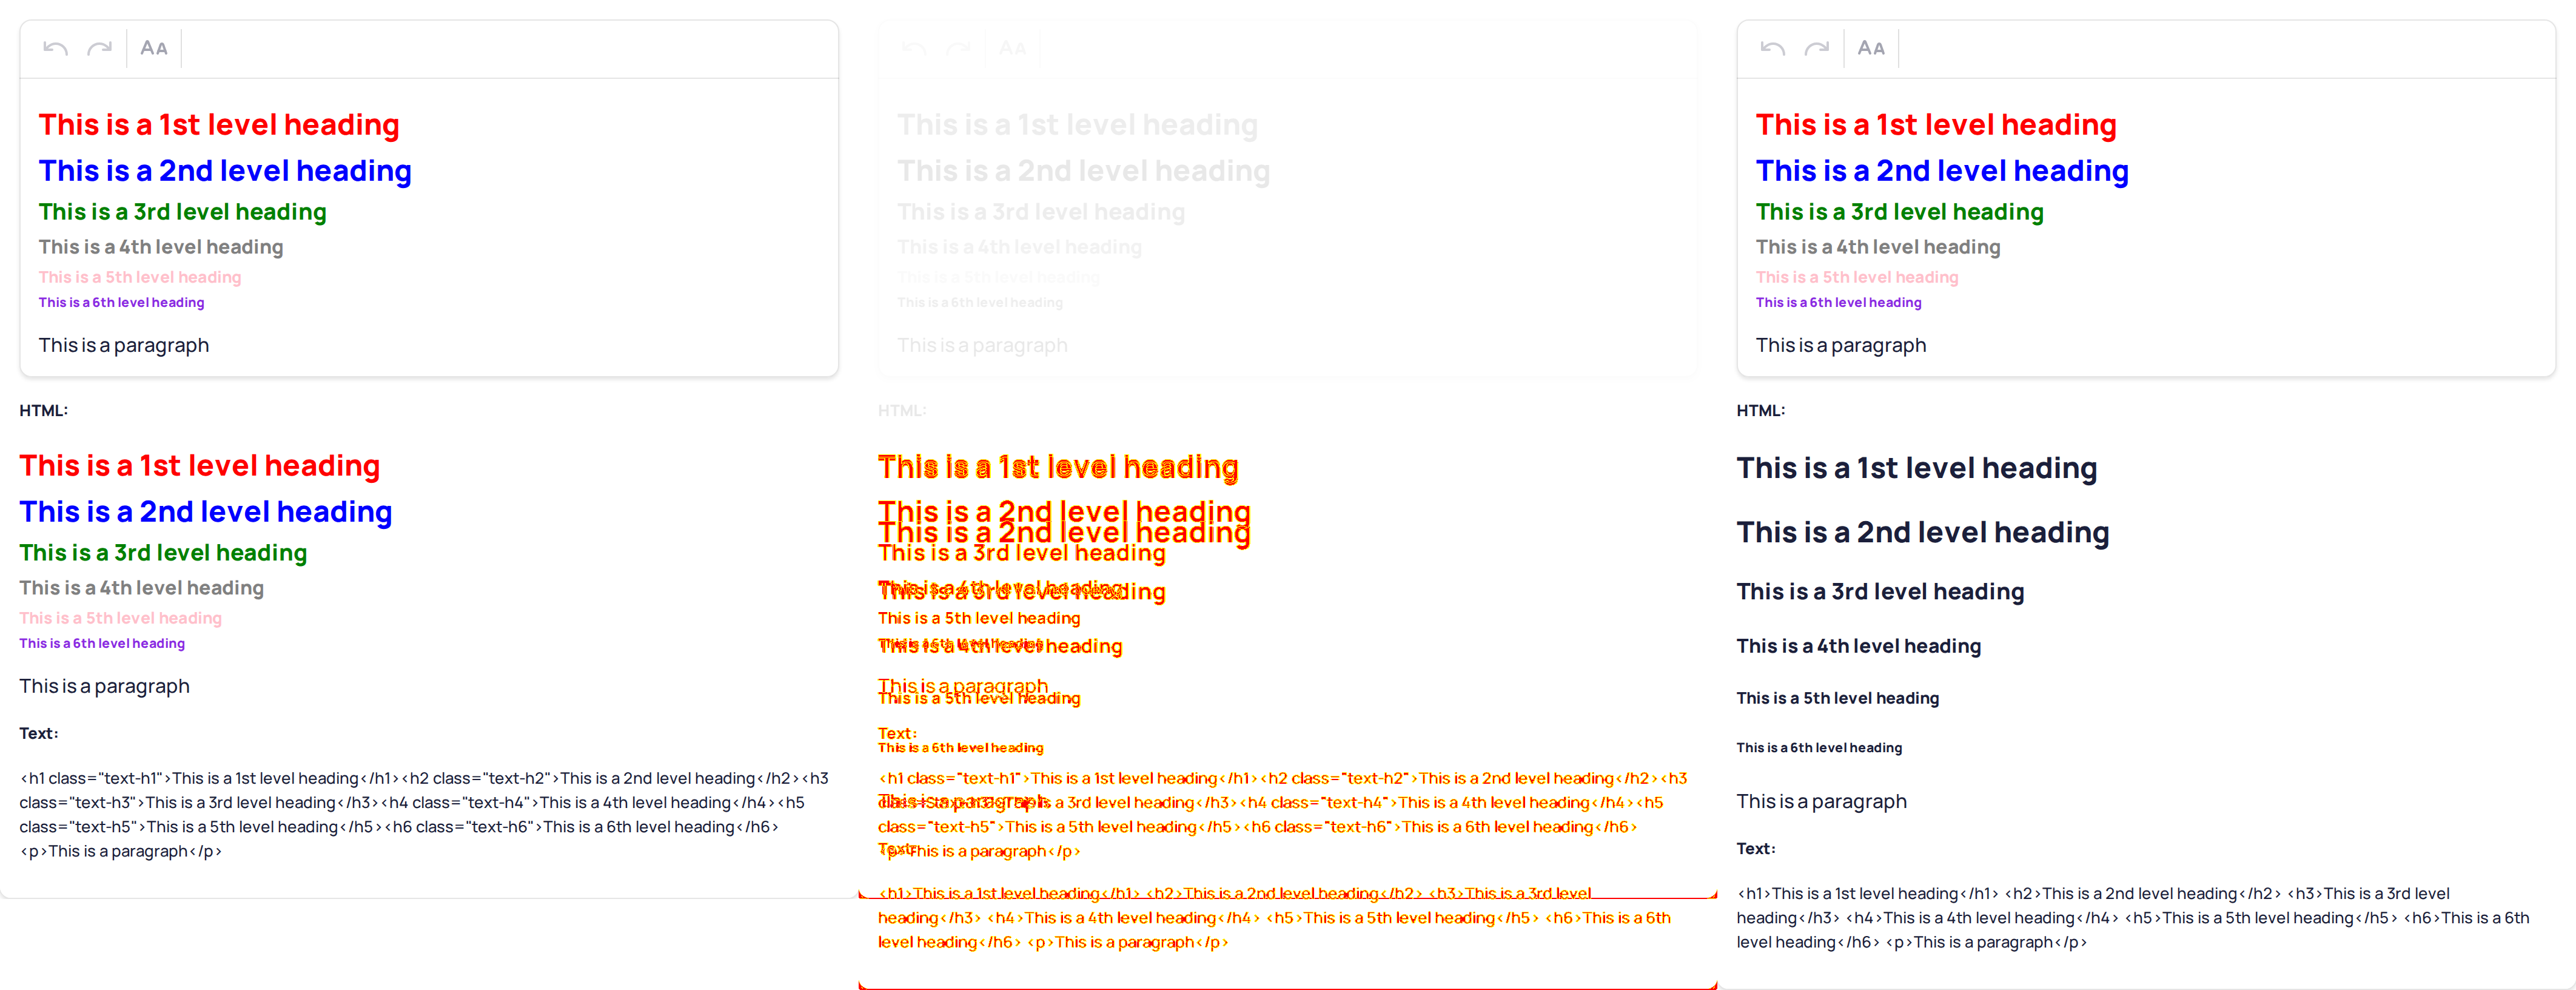 AA
This is a 1st level heading
This is a 2nd level heading
This is a 3rd level heading
This is a 4th level heading
This is a 5th level heading
This is a 6th level heading
This is a paragraph
HTML:
This is a 1st level heading
This is a 2nd level heading
This is a 3rd level heading
This is a 4th level heading
This is a 5th level heading
This is a 6th level heading
This is a paragraph
Text:
<h1 class="text-h1">This is a 1st level heading</h1><h2 class="text-h2">This is a 2nd level heading</h2><h3
class="text-h3">This is a 3rd level heading</h3><h4 class="text-h4">This is a 4th level heading</h4><h5
class="text-h5">This is a 5th level heading</h5><h6 class="text-h6">This is a 6th level heading</h6>
<p>This is a paragraph</p>
AA
This is a 1st level heading
This is a 2nd level heading
This is a 3rd level heading
This is a 4th level heading
This is a 5th level heading
This is a 6th level heading
This is a paragraph
HTML:
This is a 1st level heading
This is a 2nd level heading
This is a 2nd level heading
This is a 3rd level heading
This is a 4th level heading
This is a 3rd level heading
This is a 5th level heading
This is a 6th level heading
This is a 4th level heading
This is a paragraph
This is a 5th level heading
Text:
This is a 6th level heading
<h1 class="text-h1">This is a 1st level heading</h1><h2 class="text-h2">This is a 2nd level heading</h2><h3
This is a paragraph
class="text-h3">This is a 3rd level heading</h3><h4 class="text-h4">This is a 4th level heading</h4><h5
class="text-h5">This is a 5th level heading</h5><h6 class="text-h6">This is a 6th level heading</h6>
Text:
<p>This is a paragraph</p>
<h1>This is a 1st level heading</h1> <h2>This is a 2nd level heading</h2> <h3>This is a 3rd level
heading</h3> <h4>This is a 4th level heading</h4> <h5>This is a 5th level heading</h5> <h6>This is a 6th
level heading</h6> <p>This is a paragraph</p>
AA
This is a 1st level heading
This is a 2nd level heading
This is a 3rd level heading
This is a 4th level heading
This is a 5th level heading
This is a 6th level heading
This is a paragraph
HTML:
This is a 1st level heading
This is a 2nd level heading
This is a 3rd level heading
This is a 4th level heading
This is a 5th level heading
This is a 6th level heading
This is a paragraph
Text:
<h1>This is a 1st level heading</h1> <h2>This is a 2nd level heading</h2> <h3>This is a 3rd level
heading</h3> <h4>This is a 4th level heading</h4> <h5>This is a 5th level heading</h5> <h6>This is a 6th
level heading</h6> <p>This is a paragraph</p>